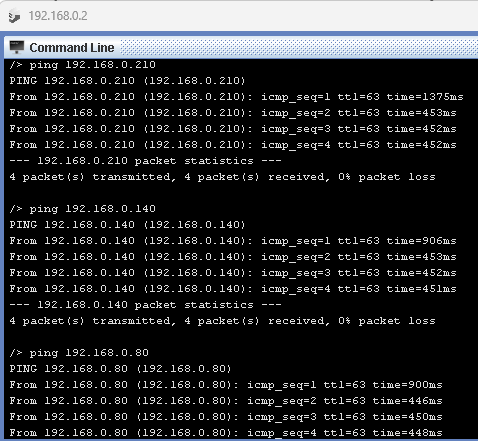 192.168.0.2
Command Line
/> ping 192.168.0.210
PING 192.168.0.210 (192.168.0.210)
From 192.168.0.210 (192.168.0.210): icmp_seq=1 ttl=63 time=1375ms
From 192.168.0.210 (192.168.0.210): icmp_seq=2 ttl=63 time=453ms
From 192.168.0.210 (192.168.0.210): icmp_seq=3 ttl=63 time=452ms
From 192.168.0.210 (192.168.0.210): icmp_seq=4 ttl=63 time=452ms
--- 192.168.0.210 packet statistics ---
4 packet(s) transmitted, 4 packet(s) received, 0% packet loss
/> ping 192.168.0.140
PING 192.168.0.140 (192.168.0.140)
From 192.168.0.140 (192.168.0.140): icmp_seq=1 ttl=63 time=906ms
From 192.168.0.140 (192.168.0.140): icmp_seq=2 ttl=63 time=453ms
From 192.168.0.140 (192.168.0.140): icmp_seq=3 ttl=63 time=452ms
From 192.168.0.140 (192.168.0.140): icmp_seq=4 ttl=63 time=451ms
--- 192.168.0.140 packet statistics ---
4 packet(s) transmitted, 4 packet(s) received, 0% packet loss
/> ping 192.168.0.80
PING 192.168.0.80 (192.168.0.80)
From 192.168.0.80 (192.168.0.80): icmp_seq=1 ttl=63 time=900ms
From 192.168.0.80 (192.168.0.80): icmp_seq=2 ttl=63 time=446ms
From 192.168.0.80 (192.168.0.80): icmp_seq=3 ttl=63 time=450ms
From 192.168.0.80 (192.168.0.80): icmp_seq=4 ttl=63 time=448ms